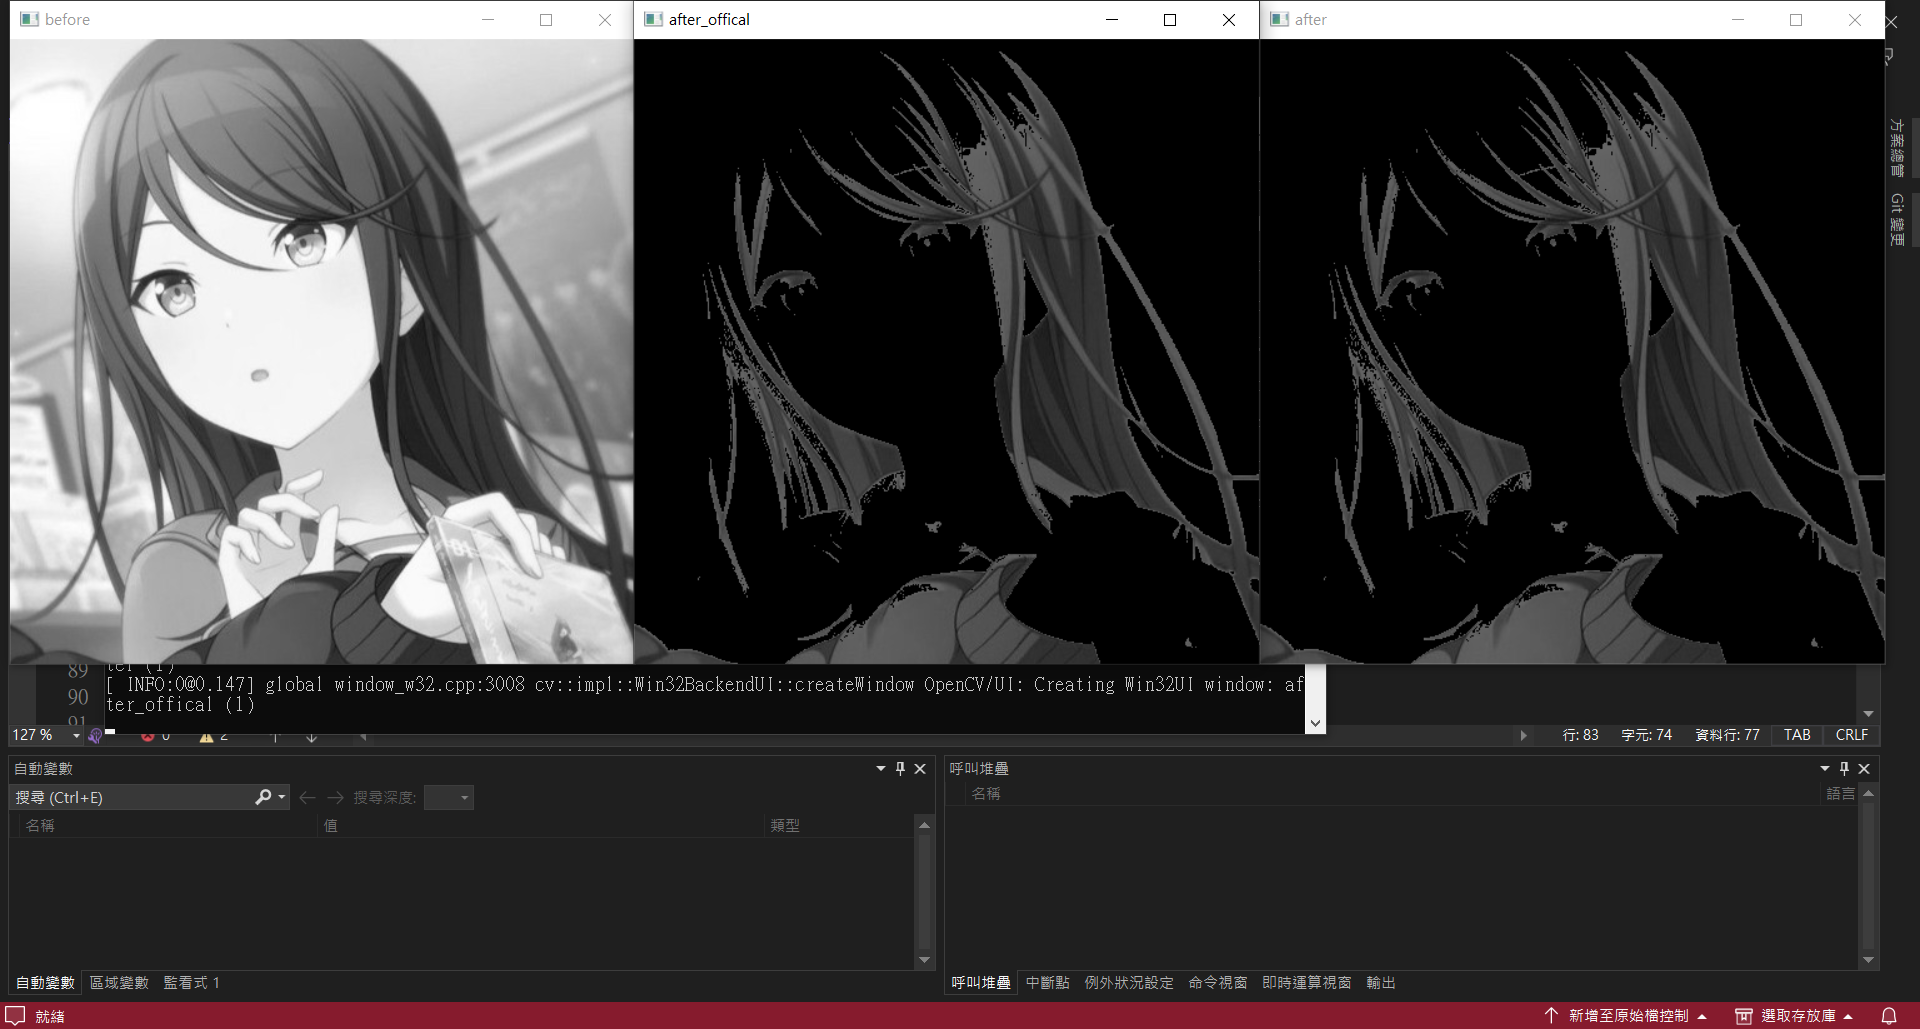 before
after_offical
after
方案總管
Git 變更
89
ter (1)
[ INFO:0@0.147] global window_w32.cpp:3008 cv::impl::Win32BackendUI::createWindow OpenCV/UI: Creating Win32UI window: af
90
ter_offical (1)
91
127 %
0
2
行: 83
字元: 74
資料行: 77
TAB
CRLF
自動變數
呼叫堆疊
搜尋 (Ctrl+E)
搜尋深度:
名稱
語言
名稱
值
類型
自動變數
區域變數
監看式 1
呼叫堆疊
中斷點
例外狀況設定
命令視窗
即時運算視窗
輸出
就緒
新增至原始檔控制
選取存放庫